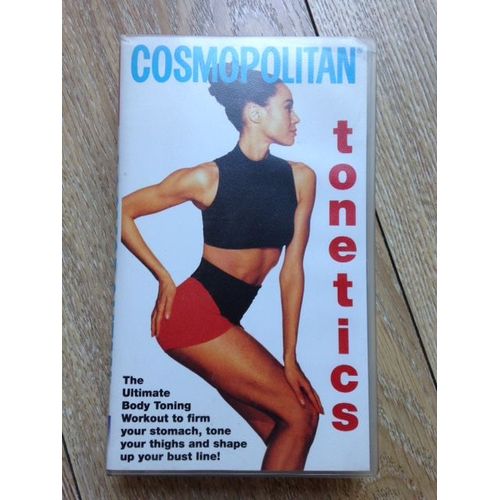 COSMOPOLITAN
tonetics
The
Ultimate
Body Toning
Workout to firm
your stomach, tone
your thighs and shape
up your bust line!